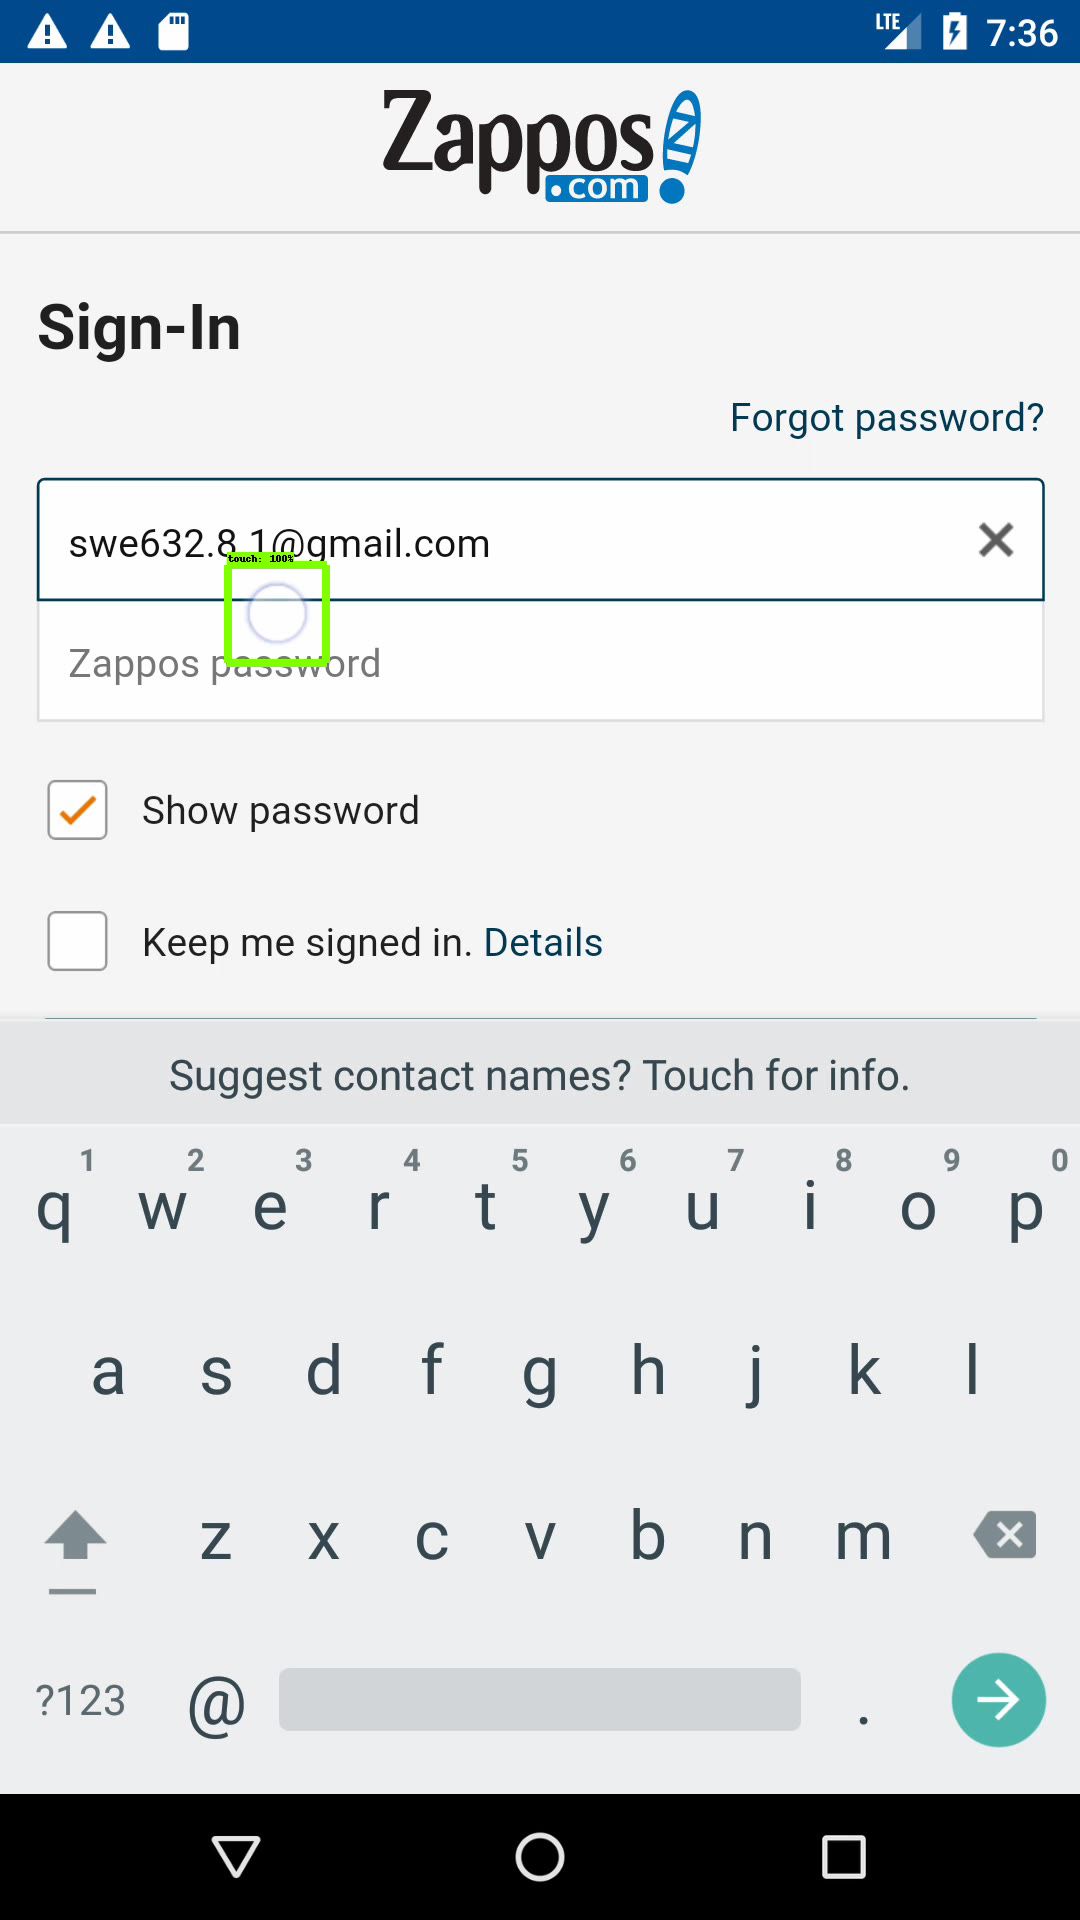 LTE 7:36
Zappos
.com
Sign-In
Forgot password?
swe632.8.1@gmail.com
touch: 100%
Zappos password
Show password
Keep me signed in. Details
Suggest contact names? Touch for info.
1 2 3 4 5 6 7 8 9 0
q w e r t y u i o p
a s d f g h j k l
z x c v b n m
?123 @ .